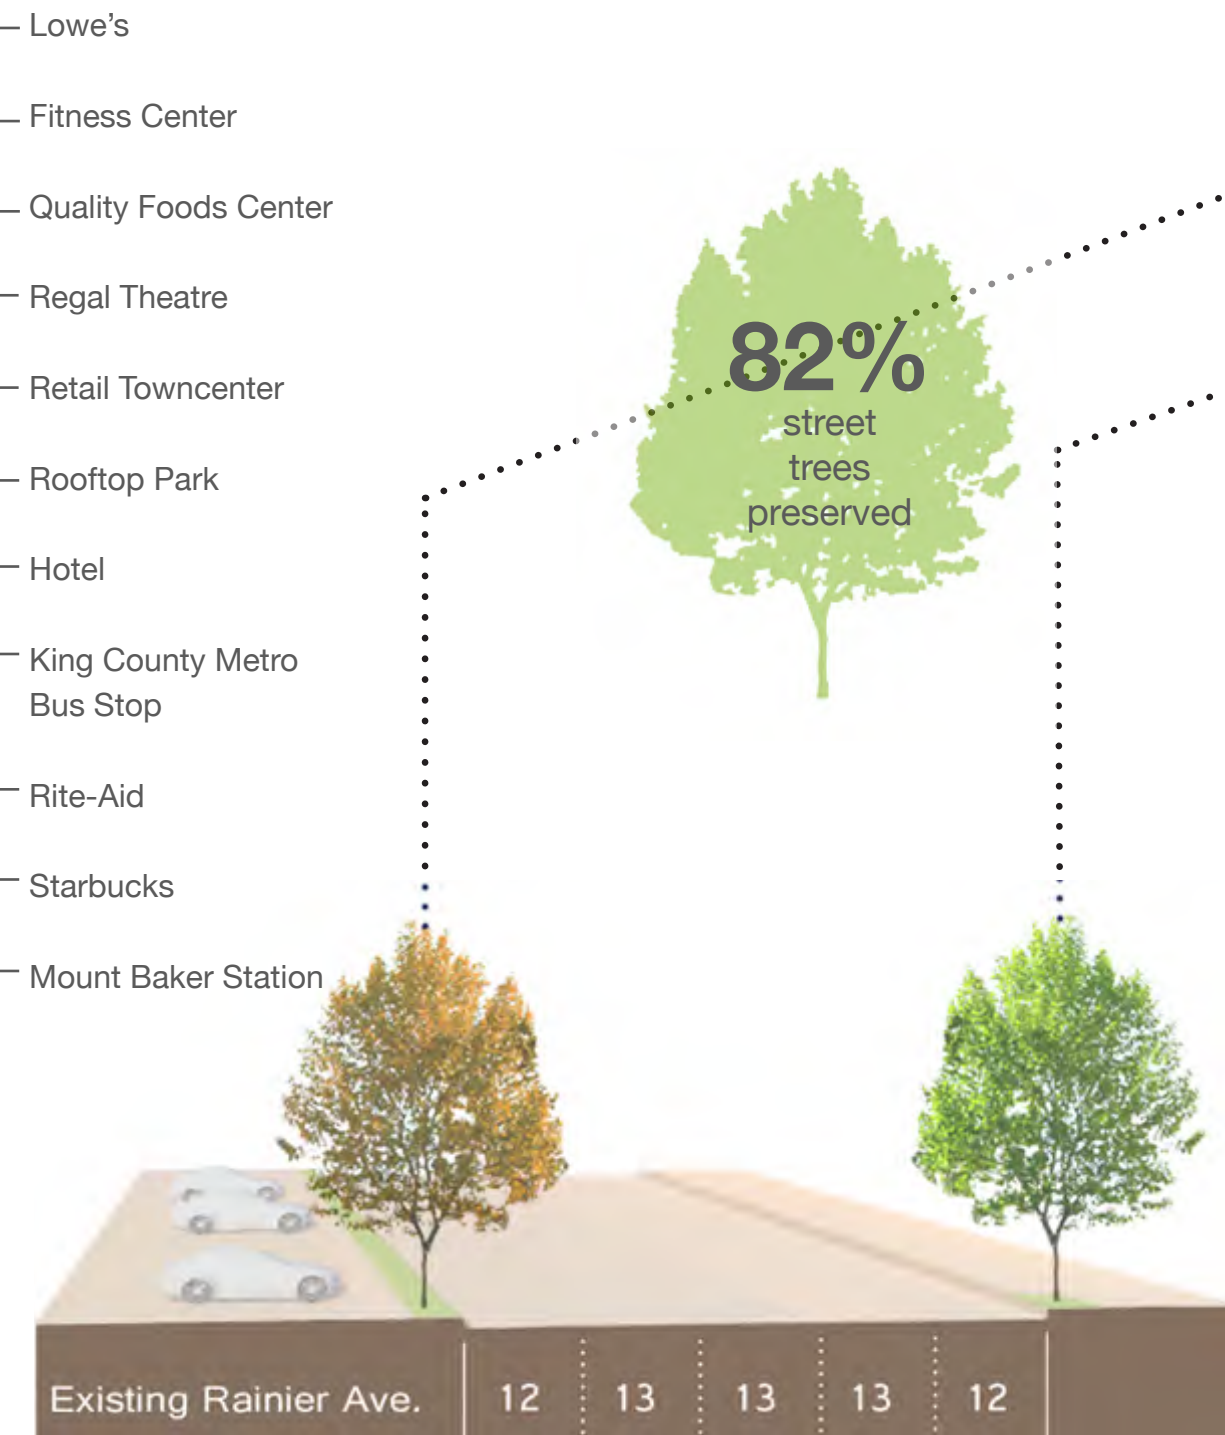 Lowe's
Fitness Center
Quality Foods Center
Regal Theatre
Retail Towncenter
Rooftop Park
Hotel
King County Metro
Bus Stop
Rite-Aid
Starbucks
Mount Baker Station
82%
street
trees
preserved
Existing Rainier Ave. 12 13 13 13 12